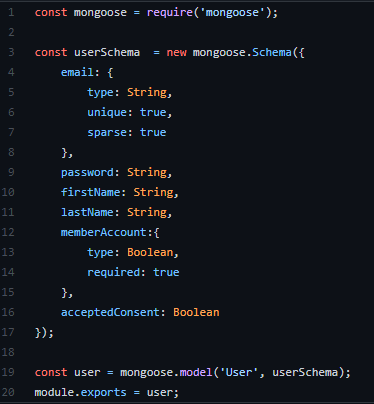 1 const mongoose = require('mongoose');
2
3 const userSchema  = new mongoose.Schema({
4     email: {
5         type: String,
6         unique: true,
7         sparse: true
8     },
9     password: String,
10     firstName: String,
11     lastName: String,
12     memberAccount:{
13         type: Boolean,
14         required: true
15     },
16     acceptedConsent: Boolean
17 });
18
19 const user = mongoose.model('User', userSchema);
20 module.exports = user;